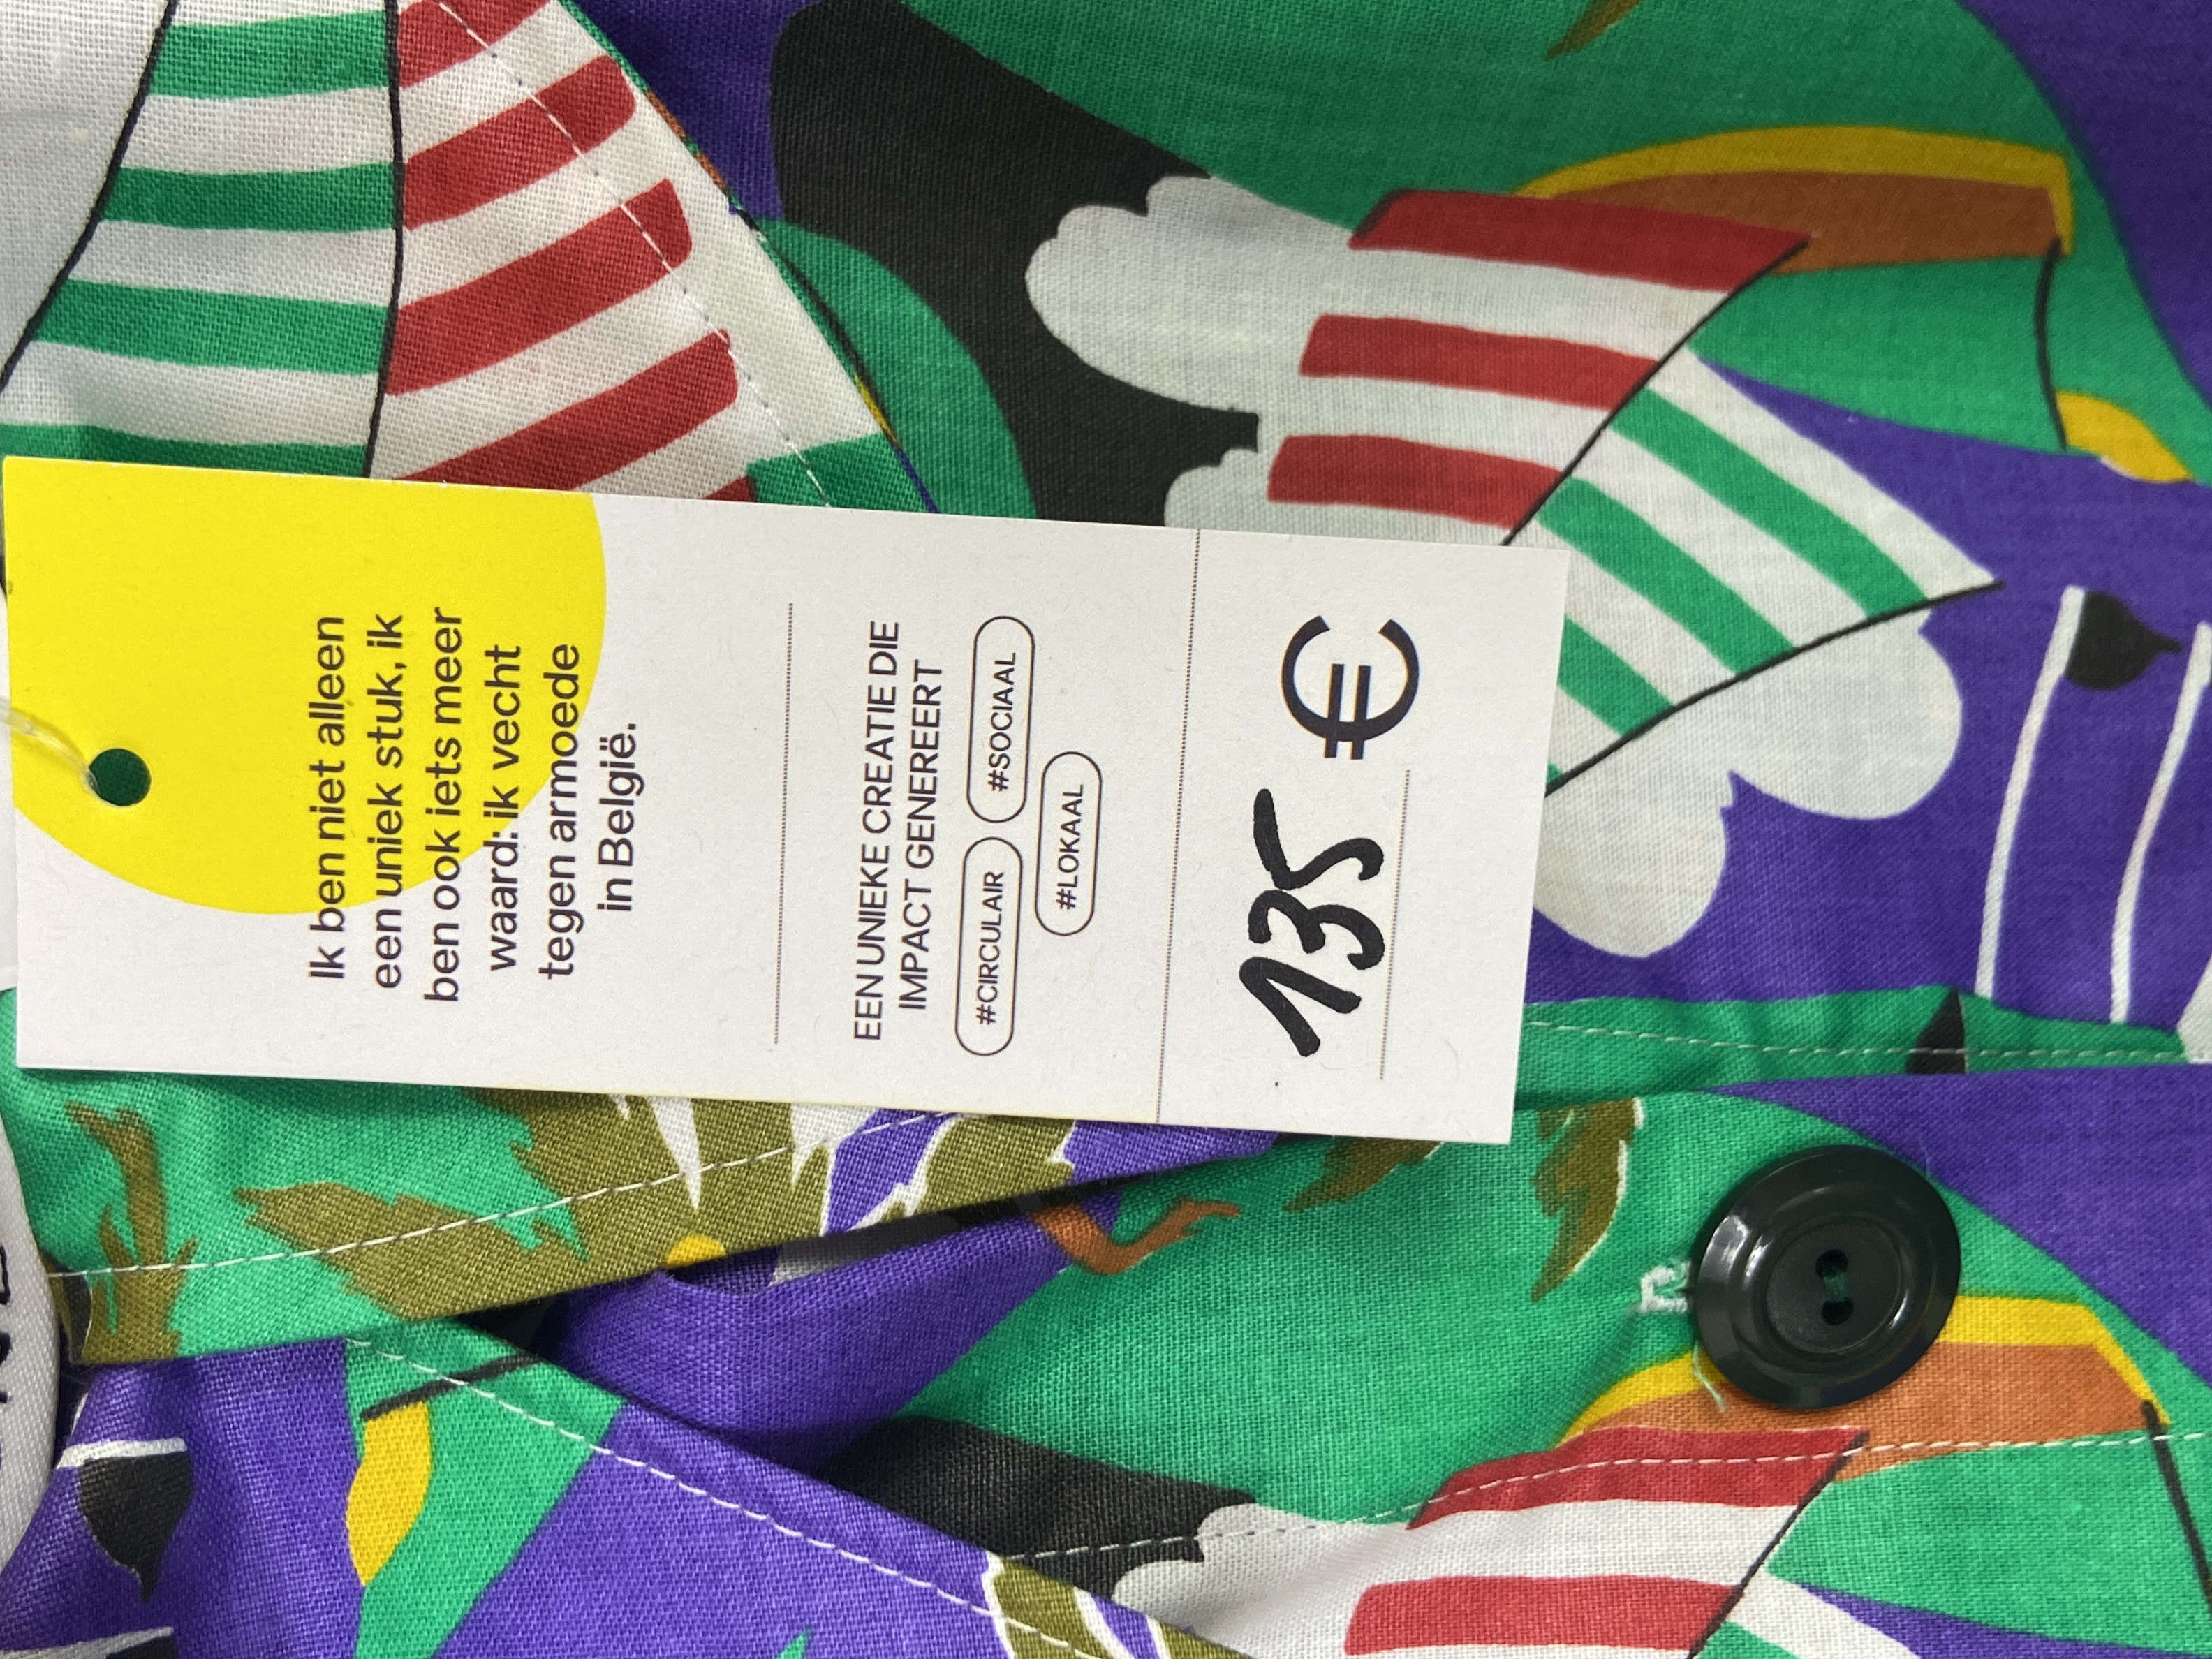 Ik ben niet alleen
een uniek stuk, ik
ben ook iets meer
waard: ik vecht
tegen armoede
in België.
EEN UNIEKE CREATIE DIE
IMPACT GENEREERT
#CIRCULAIR #SOCIAAL
#LOKAAL
135 €